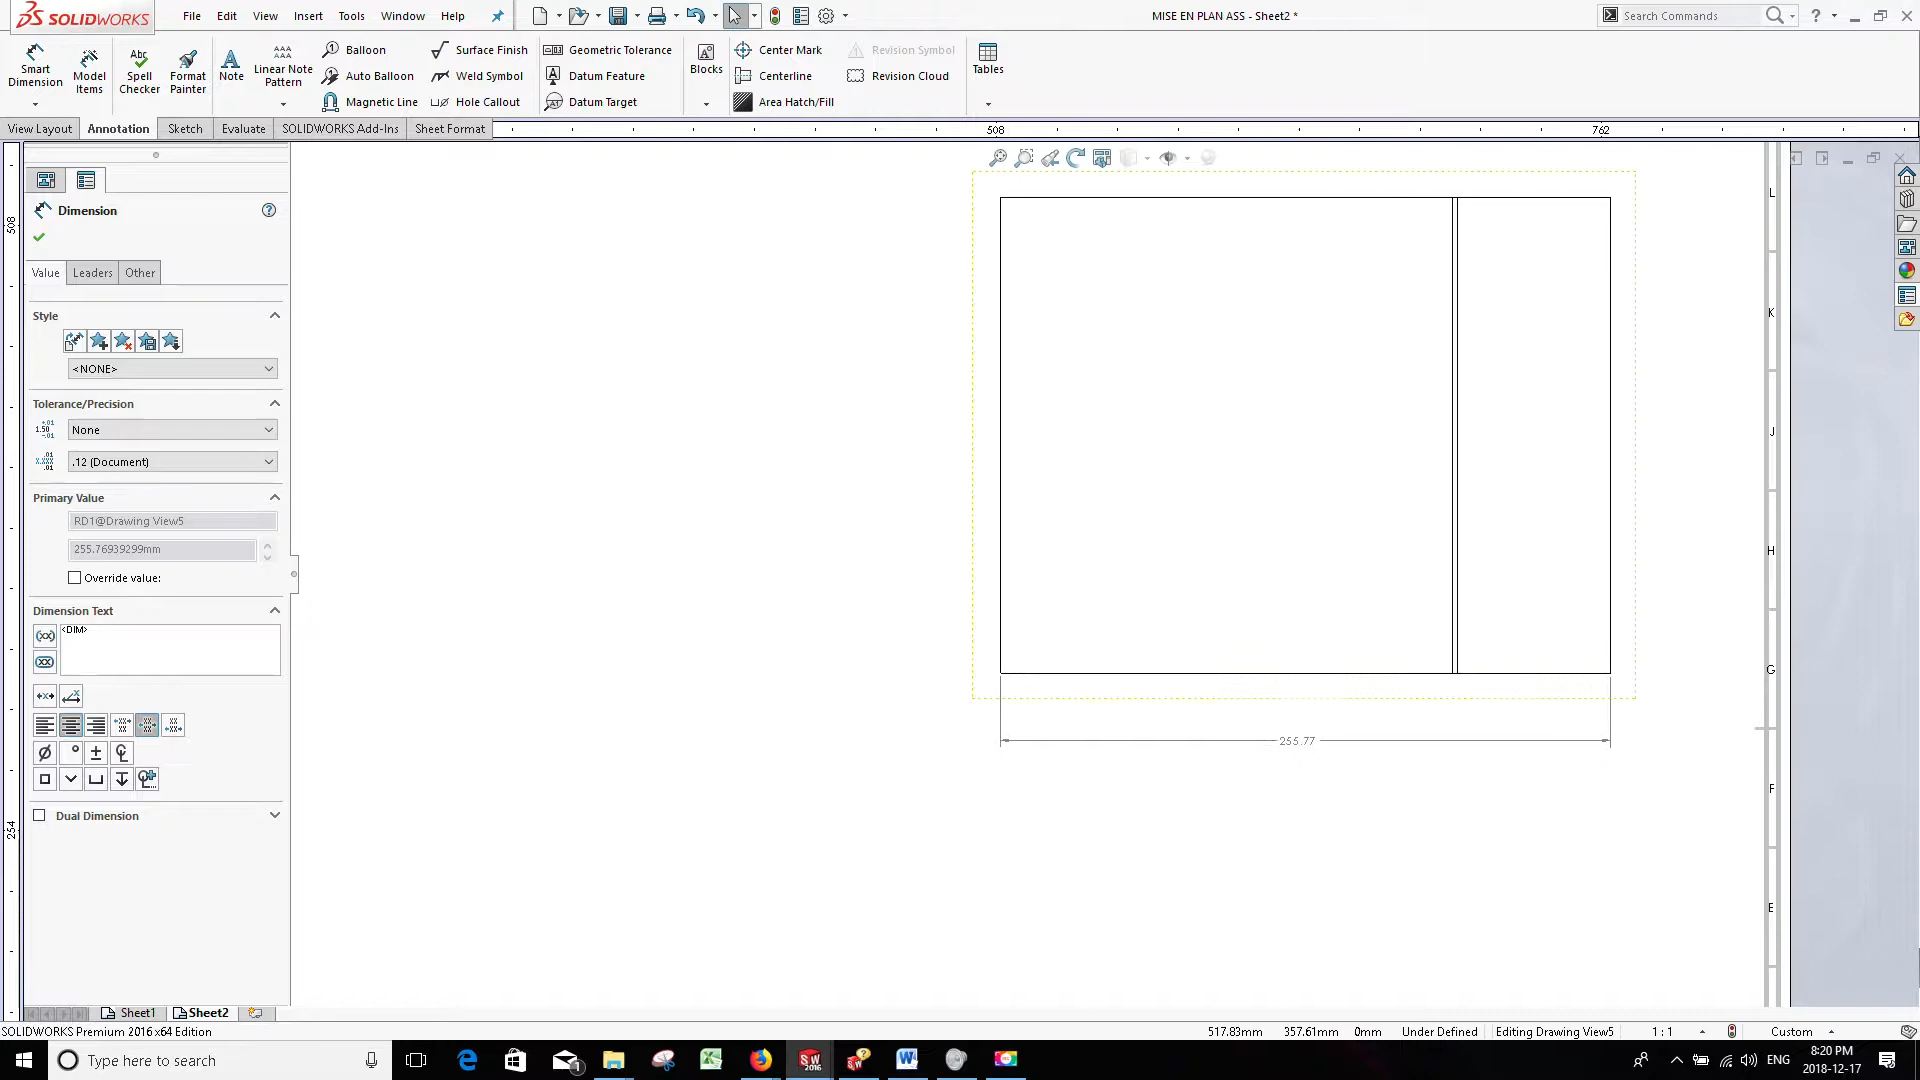 SOLIDWORKS
File Edit View Insert Tools Window Help
MISE EN PLAN ASS - Sheet2 *
Search Commands
Smart Dimension
Model Items
Spell Checker
Format Painter
Note
Linear Note Pattern
Balloon
Auto Balloon
Magnetic Line
Surface Finish
Weld Symbol
Hole Callout
Geometric Tolerance
Datum Feature
Datum Target
Blocks
Center Mark
Centerline
Area Hatch/Fill
Revision Symbol
Revision Cloud
Tables
View Layout Annotation Sketch Evaluate SOLIDWORKS Add-Ins Sheet Format
508 762
Dimension
Value Leaders Other
508
Style
<NONE>
Tolerance/Precision
None
.12 (Document)
Primary Value
RD1@Drawing View5
255.76939299mm
Override value:
Dimension Text
<DIM>
Dual Dimension
254
L
K
J
H
G
F
E
255.77
Sheet1 Sheet2
SOLIDWORKS Premium 2016 x64 Edition
517.83mm 357.61mm 0mm Under Defined Editing Drawing View5 1 : 1 Custom
Type here to search
ENG
8:20 PM
2018-12-17